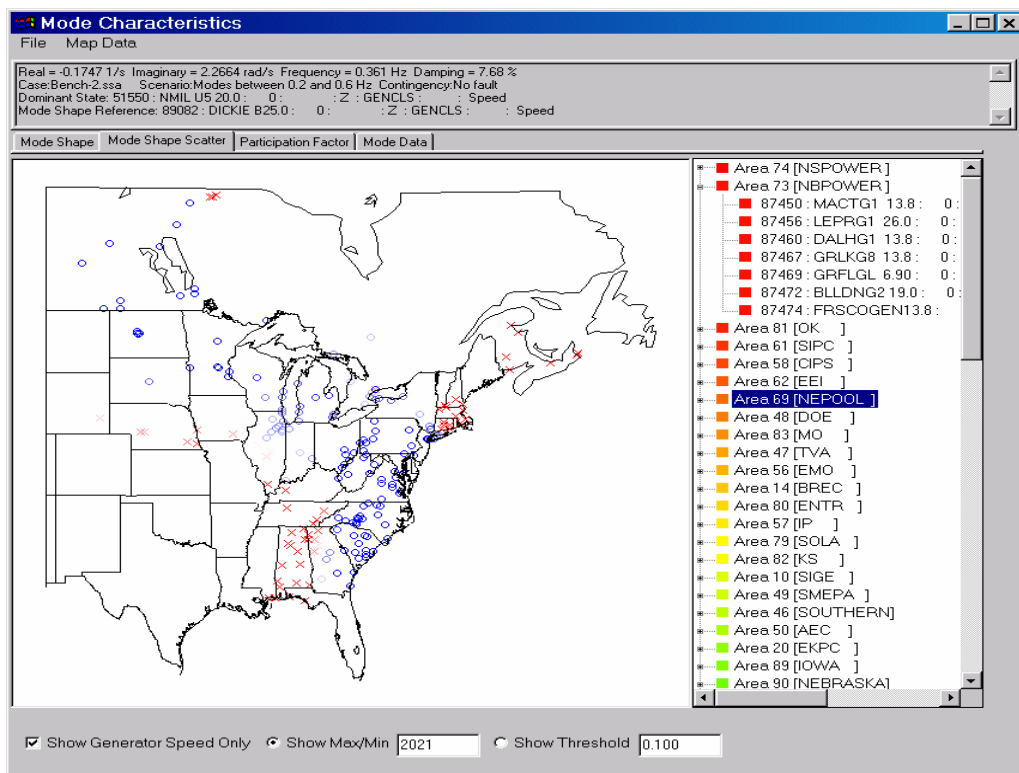 Mode Characteristics
File Map Data
Real = -0.1747 1/s Imaginary = 2.2664 rad/s Frequency = 0.361 Hz Damping = 7.68 %
Case:Bench-2.ssa Scenario:Modes between 0.2 and 0.6 Hz Contingency:No fault
Dominant State: 51550 : NMIL U5 20.0 : 0 : : Z : GENCLS : : Speed
Mode Shape Reference: 89082 : DICKIE B25.0 : 0 : : Z : GENCLS : : Speed
Mode Shape Mode Shape Scatter Participation Factor Mode Data
Area 74 [NSPOWER ]
Area 73 [NBPOWER ]
87450 : MACTG1 13.8 : 0 :
87456 : LEPRG1 26.0 : 0 :
87460 : DALHG1 13.8 : 0 :
87467 : GRLKG8 13.8 : 0 :
87469 : GRFLGL 6.90 : 0 :
87472 : BLLDNG2 19.0 : 0 :
87474 : FRSCOGEN13.8 :
Area 81 [OK ]
Area 61 [SIPC ]
Area 58 [CIPS ]
Area 62 [EEI ]
Area 69 [NEPOOL ]
Area 48 [DOE ]
Area 83 [MO ]
Area 47 [TVA ]
Area 56 [EMO ]
Area 14 [BREC ]
Area 80 [ENTR ]
Area 57 [IP ]
Area 79 [SOLA ]
Area 82 [KS ]
Area 10 [SIGE ]
Area 49 [SMEPA ]
Area 46 [SOUTHERN]
Area 50 [AEC ]
Area 20 [EKPC ]
Area 89 [IOWA ]
Area 90 [NEBRASKA]
Show Generator Speed Only Show Max/Min 2021 Show Threshold 0.100